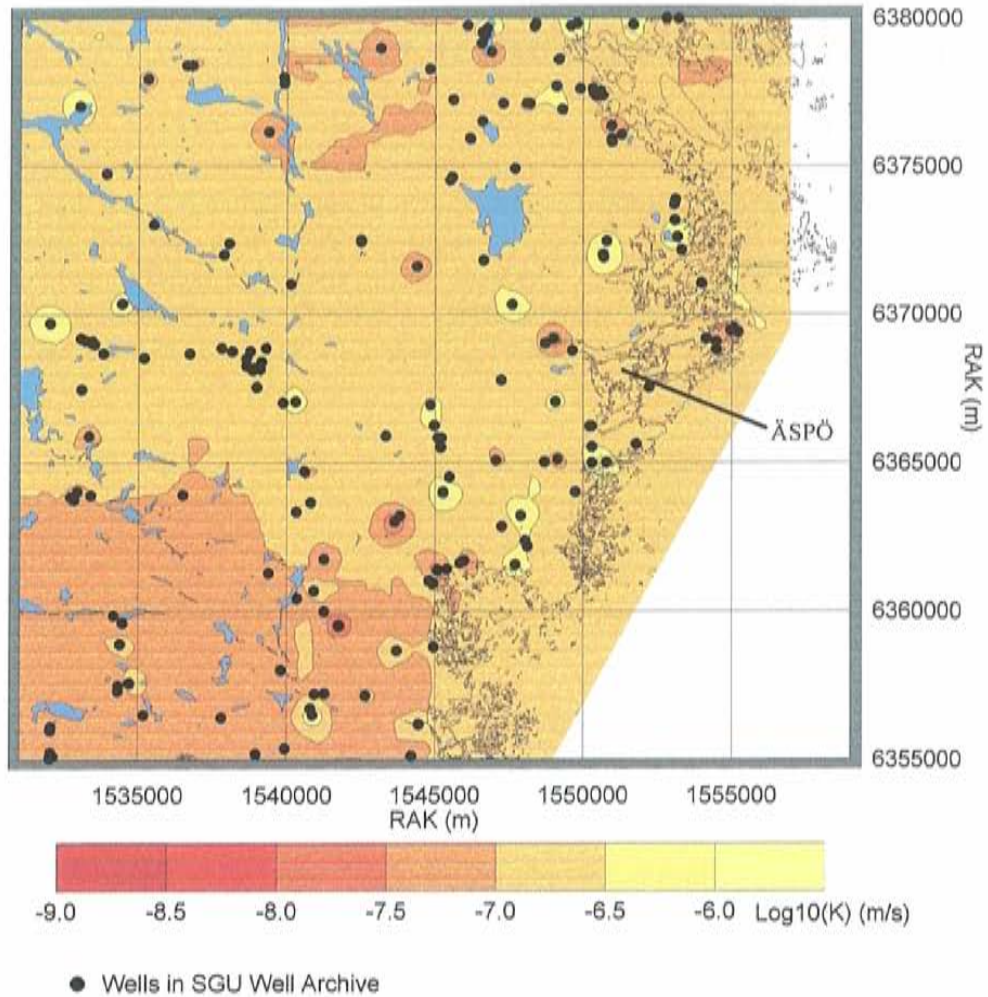 6380000
6375000
6370000
RAK (m)
ÄSPÖ
6365000
6360000
6355000
1535000 1540000 1545000 1550000 1555000
RAK (m)
-9.0 -8.5 -8.0 -7.5 -7.0 -6.5 -6.0 Log10(K) (m/s)
Wells in SGU Well Archive